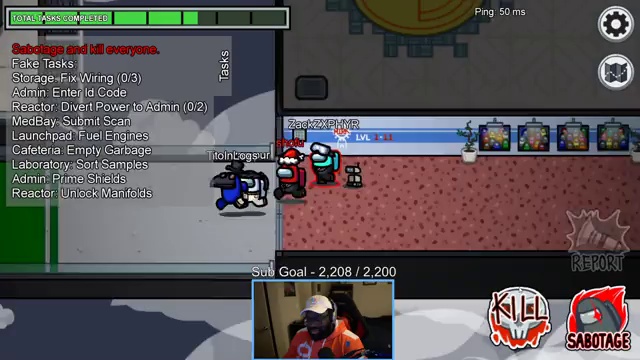 TOTAL TASKS COMPLETED
Ping: 50 ms
Sabotage and kill everyone.
Fake Tasks:
Storage: Fix Wiring (0/3)
Admin: Enter Id Code
Reactor: Divert Power to Admin (0/2)
MedBay: Submit Scan
Launchpad: Fuel Engines
Cafeteria: Empty Garbage
Laboratory: Sort Samples
Admin: Prime Shields
Reactor: Unlock Manifolds
Tasks
ZackZXPHYR
LVL
REPORT
Sub Goal - 2,208 / 2,200
KILL
SABOTAGE